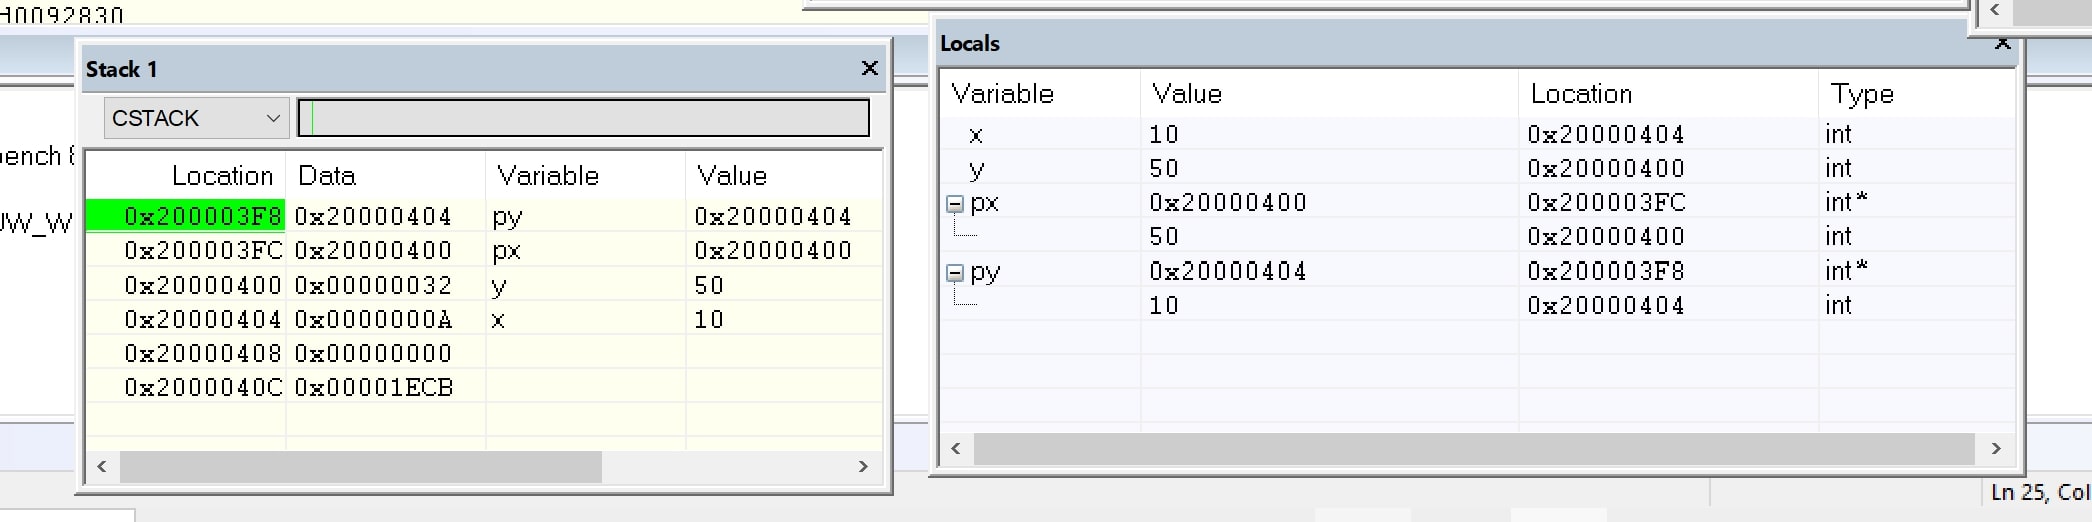 H0092830
Stack 1
CSTACK
Location Data Variable Value
0x200003F8 0x20000404 py 0x20000404
0x200003FC 0x20000400 px 0x20000400
0x20000400 0x00000032 y 50
0x20000404 0x0000000A x 10
0x20000408 0x00000000
0x2000040C 0x00001ECB
Locals
Variable Value Location Type
x 10 0x20000404 int
y 50 0x20000400 int
px 0x20000400 0x200003FC int*
50 0x20000400 int
py 0x20000404 0x200003F8 int*
10 0x20000404 int
Ln 25, Col